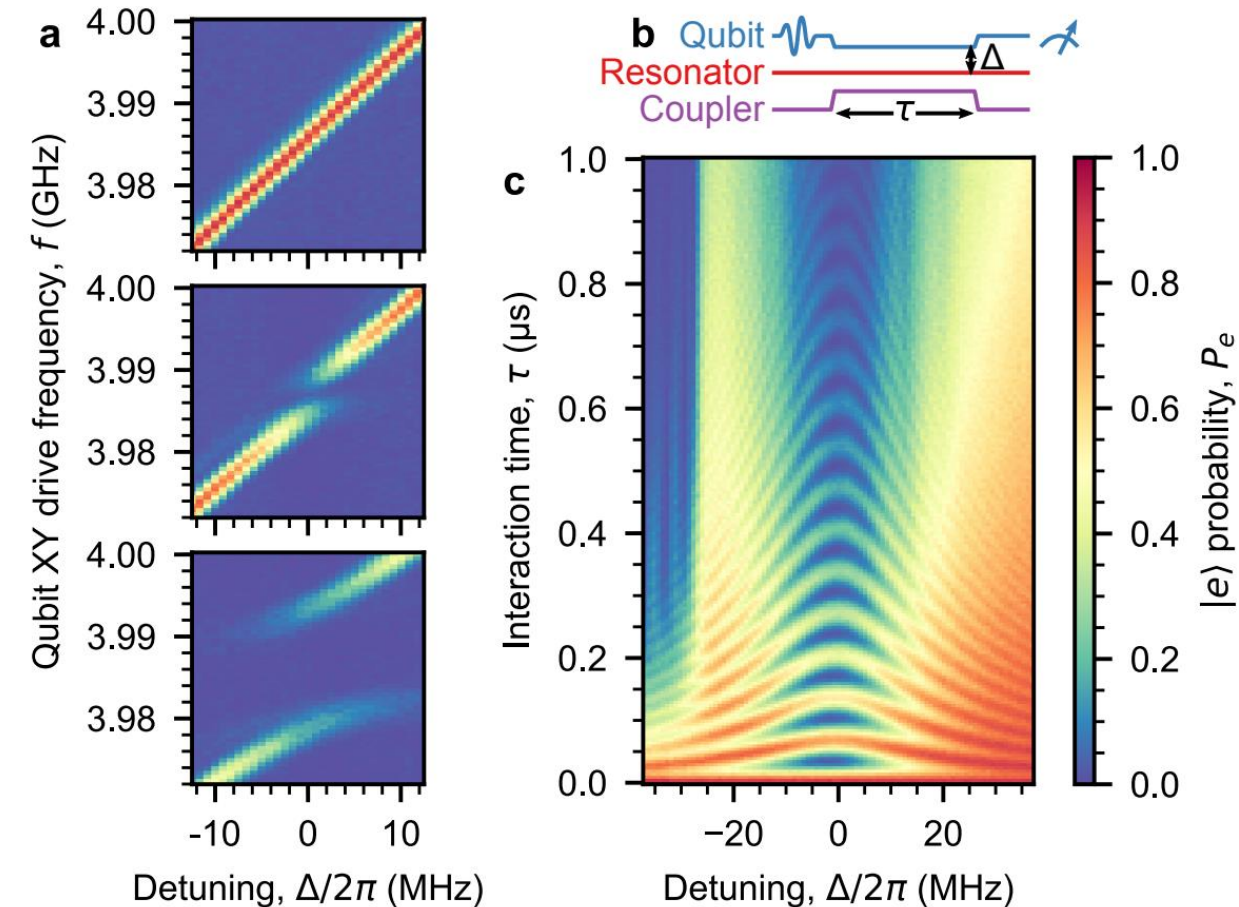 a
Qubit XY drive frequency, f (GHz)
4.00
3.99
3.98
4.00
3.99
3.98
4.00
3.99
3.98
-10 0 10
Detuning, Δ/2π (MHz)
b
Qubit
Resonator
Coupler
Δ
τ
c
Interaction time, τ (μs)
1.0
0.8
0.6
0.4
0.2
0.0
−20 0 20
Detuning, Δ/2π (MHz)
1.0
0.8
0.6
0.4
0.2
0.0
|e⟩ probability, Pₑ